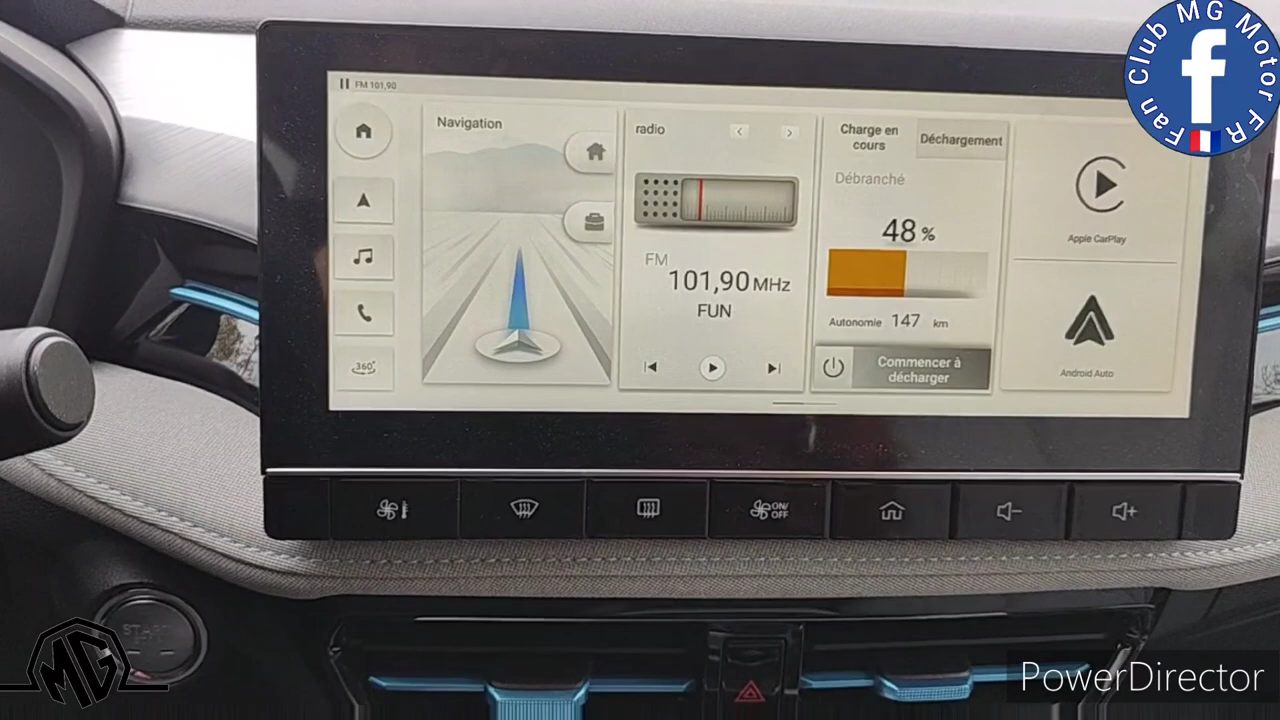 FM 101,90
Navigation
radio
Charge en
cours
Déchargement
Débranché
48 %
FM
101,90 MHz
FUN
Autonomie 147 km
Commencer à
décharger
Apple CarPlay
Android Auto
360°
ON/
OFF
START
MG
Fan Club MG Motor FR
f
PowerDirector